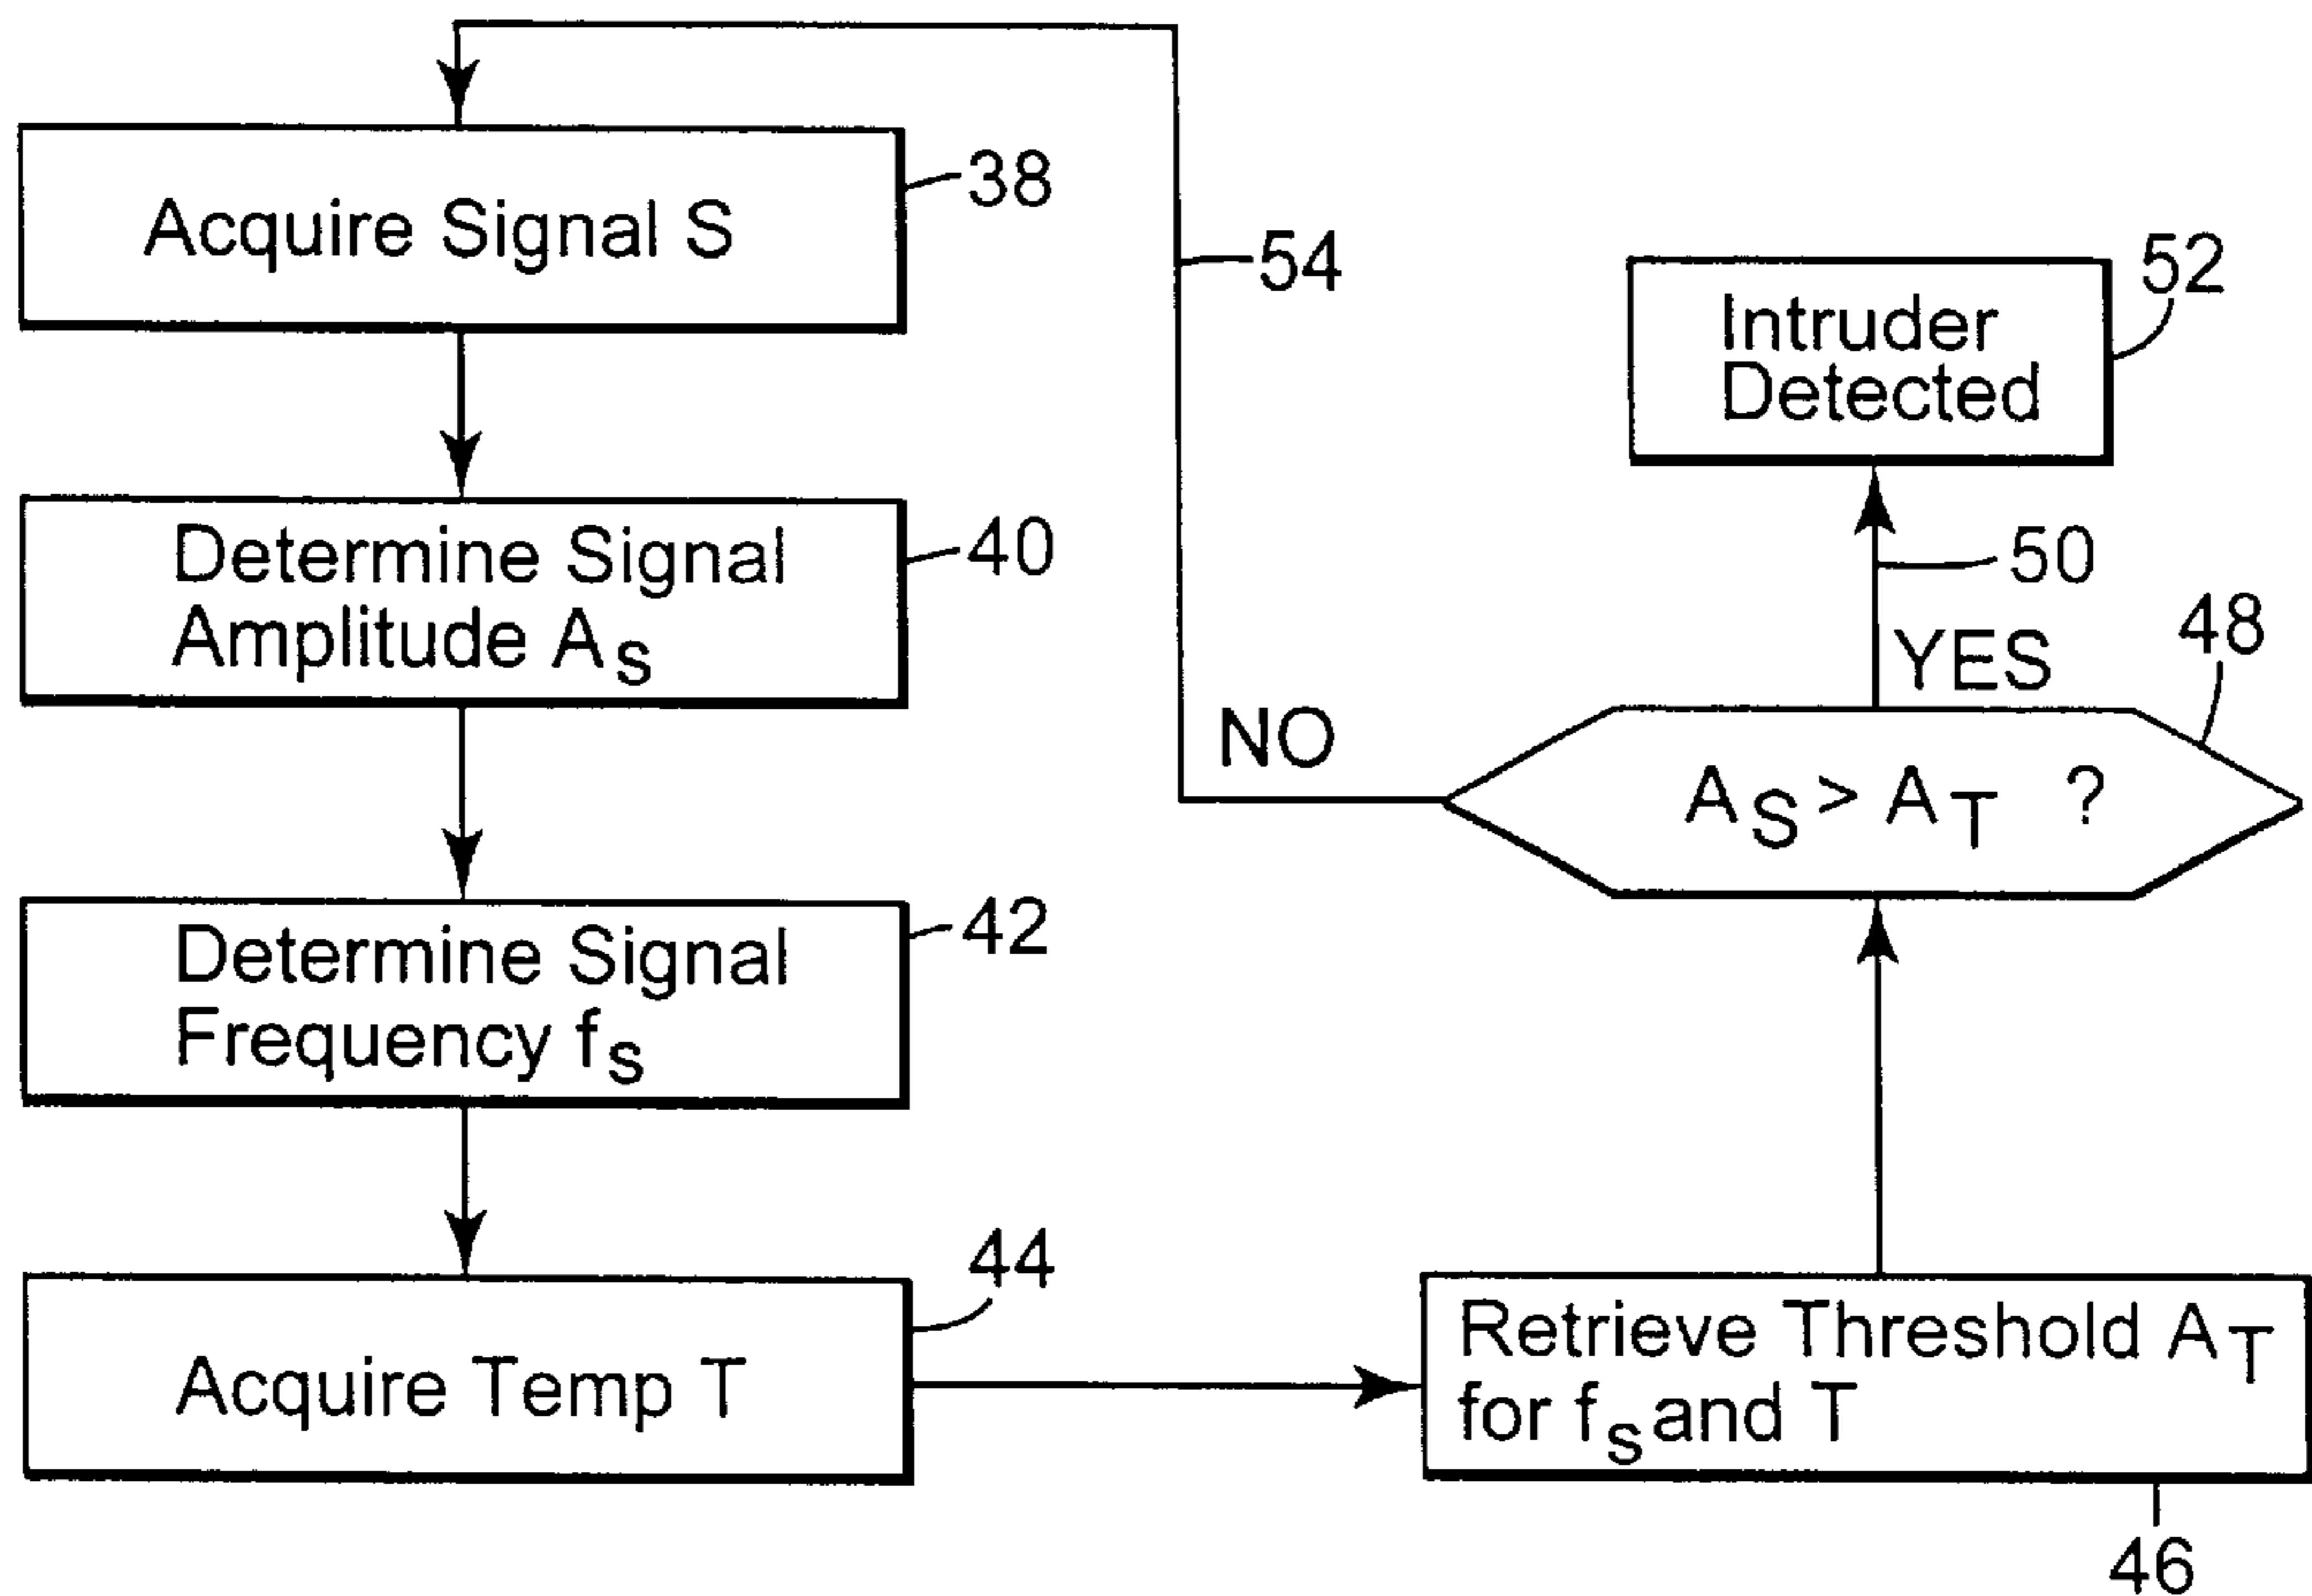 Acquire Signal S
38
Determine Signal
Amplitude A_S
40
Determine Signal
Frequency f_S
42
Acquire Temp T
44
Retrieve Threshold A_T
for f_S and T
46
A_S > A_T ?
48
YES
50
Intruder
Detected
52
NO
54